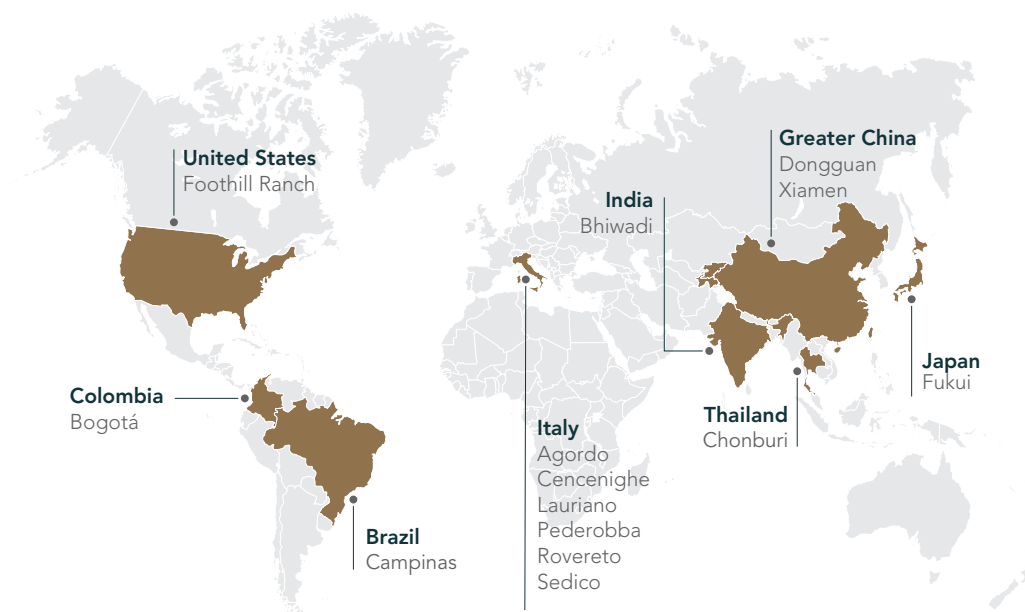 United States
Foothill Ranch
Greater China
Dongguan
Xiamen
India
Bhiwadi
Japan
Fukui
Colombia
Bogotá
Thailand
Chonburi
Italy
Agordo
Cencenighe
Lauriano
Pederobba
Rovereto
Sedico
Brazil
Campinas